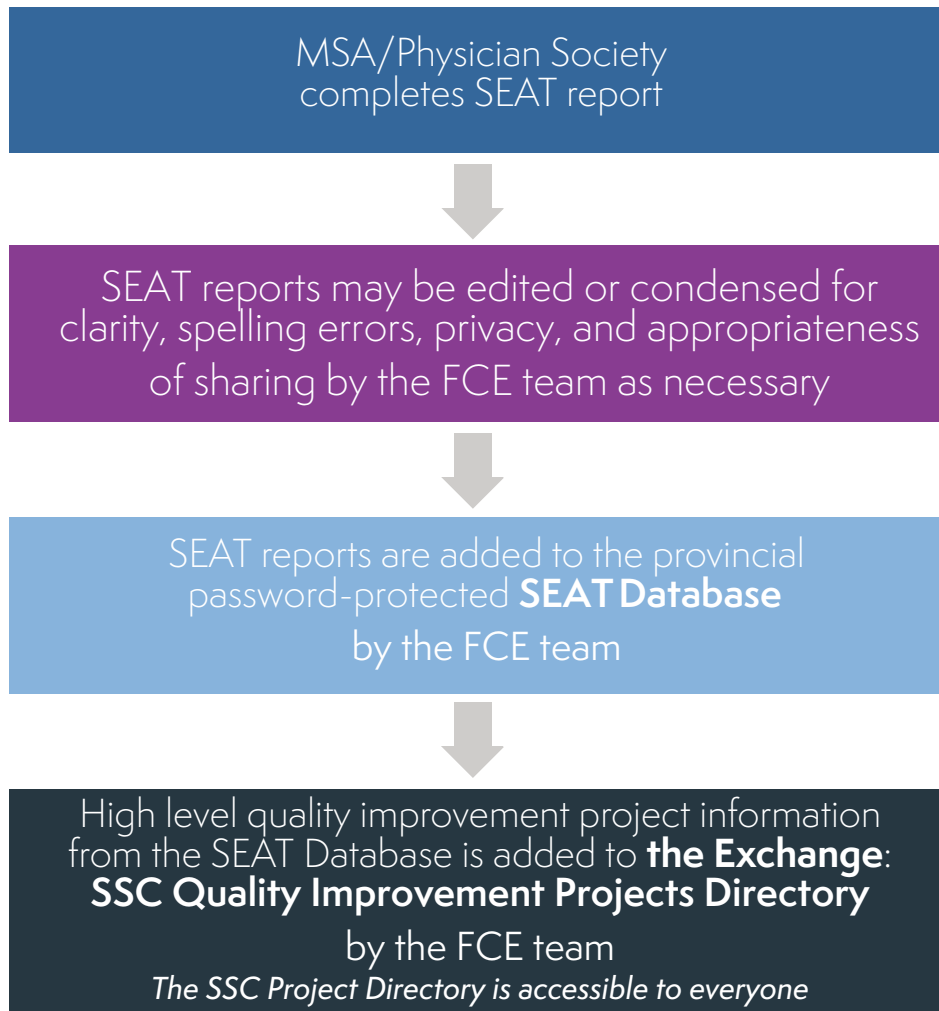 MSA/Physician Society
completes SEAT report
SEAT reports may be edited or condensed for
clarity, spelling errors, privacy, and appropriateness
of sharing by the FCE team as necessary
SEAT reports are added to the provincial
password-protected SEAT Database
by the FCE team
High level quality improvement project information
from the SEAT Database is added to the Exchange:
SSC Quality Improvement Projects Directory
by the FCE team
The SSC Project Directory is accessible to everyone